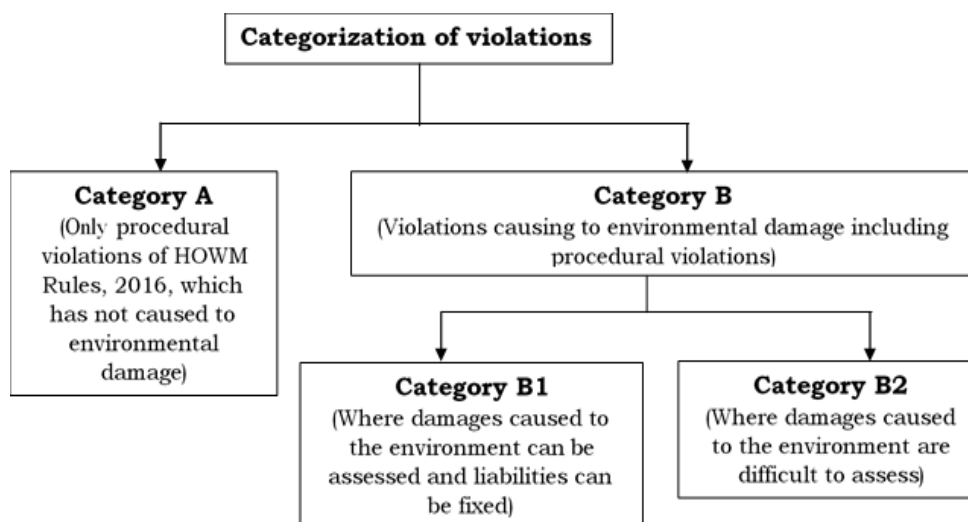 Categorization of violations
Category A
(Only procedural
violations of HOWM
Rules, 2016, which
has not caused to
environmental
damage)
Category B
(Violations causing to environmental damage including
procedural violations)
Category B1
(Where damages caused to
the environment can be
assessed and liabilities can
be fixed)
Category B2
(Where damages caused
to the environment are
difficult to assess)